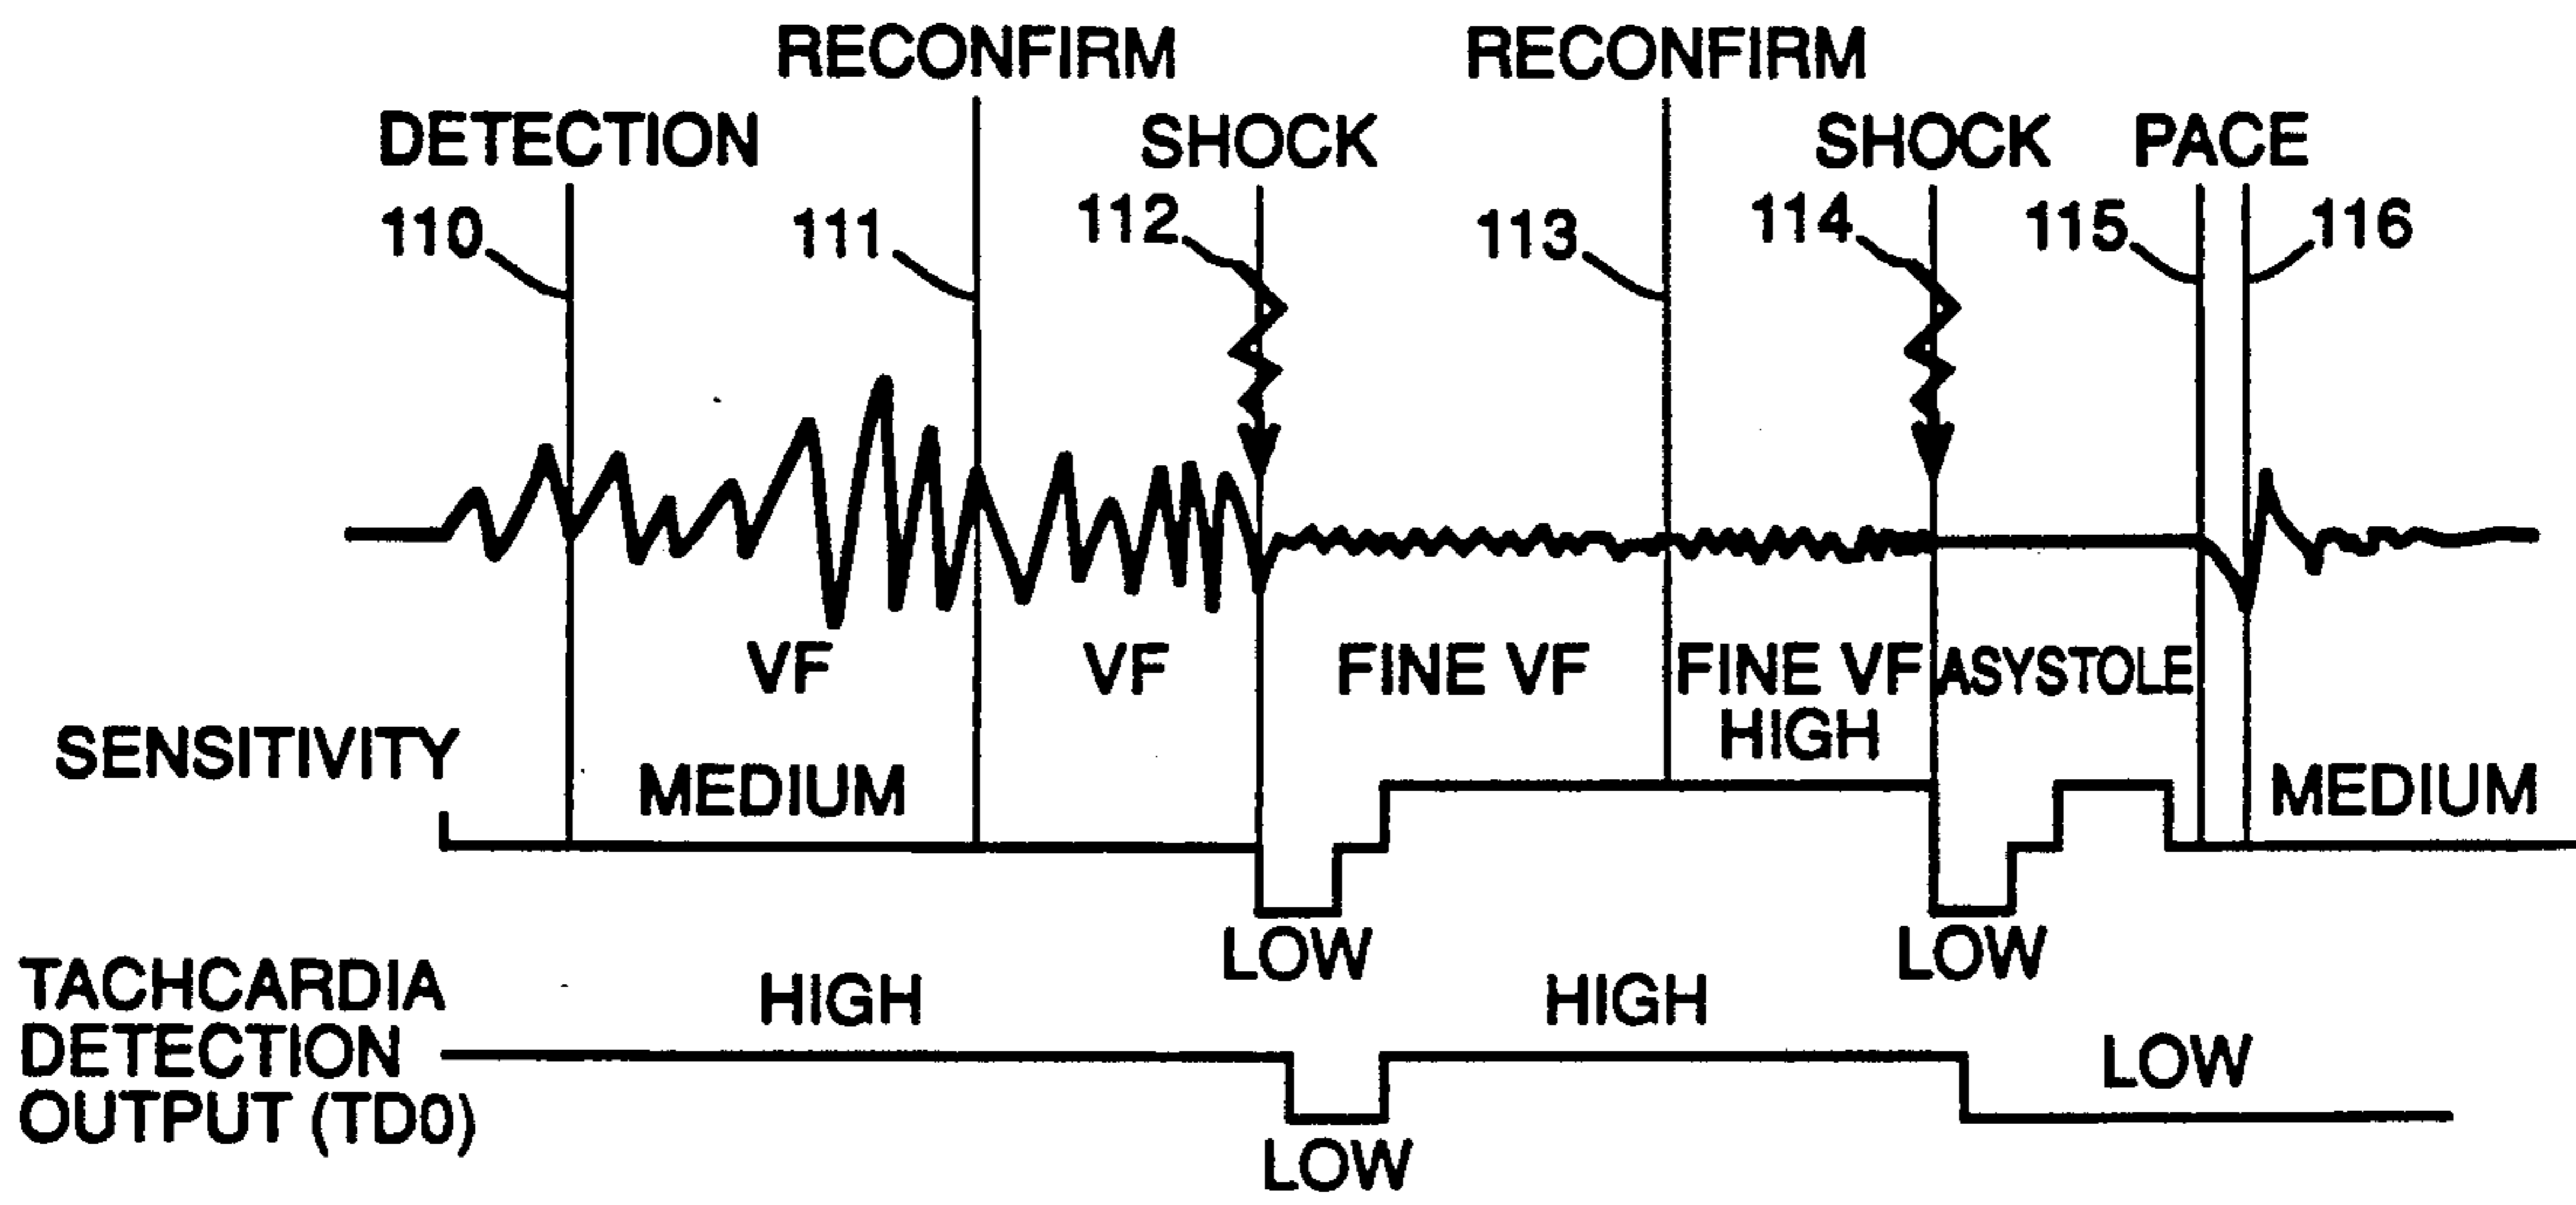 RECONFIRM RECONFIRM
DETECTION SHOCK SHOCK PACE
110 111 112 113 114 115 116
VF VF FINE VF FINE VF ASYSTOLE
HIGH
SENSITIVITY
MEDIUM MEDIUM
LOW LOW
TACHCARDIA
DETECTION
OUTPUT (TD0)
HIGH HIGH
LOW
LOW